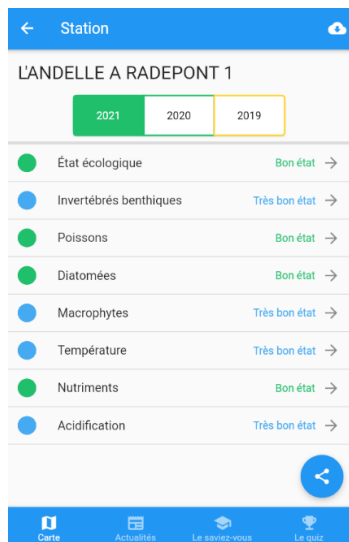 Station
L'ANDELLE A RADEPONT 1
2021 2020 2019
État écologique Bon état
Invertébrés benthiques Très bon état
Poissons Bon état
Diatomées Bon état
Macrophytes Très bon état
Température Très bon état
Nutriments Bon état
Acidification Très bon état
Carte Actualités Le saviez-vous Le quiz